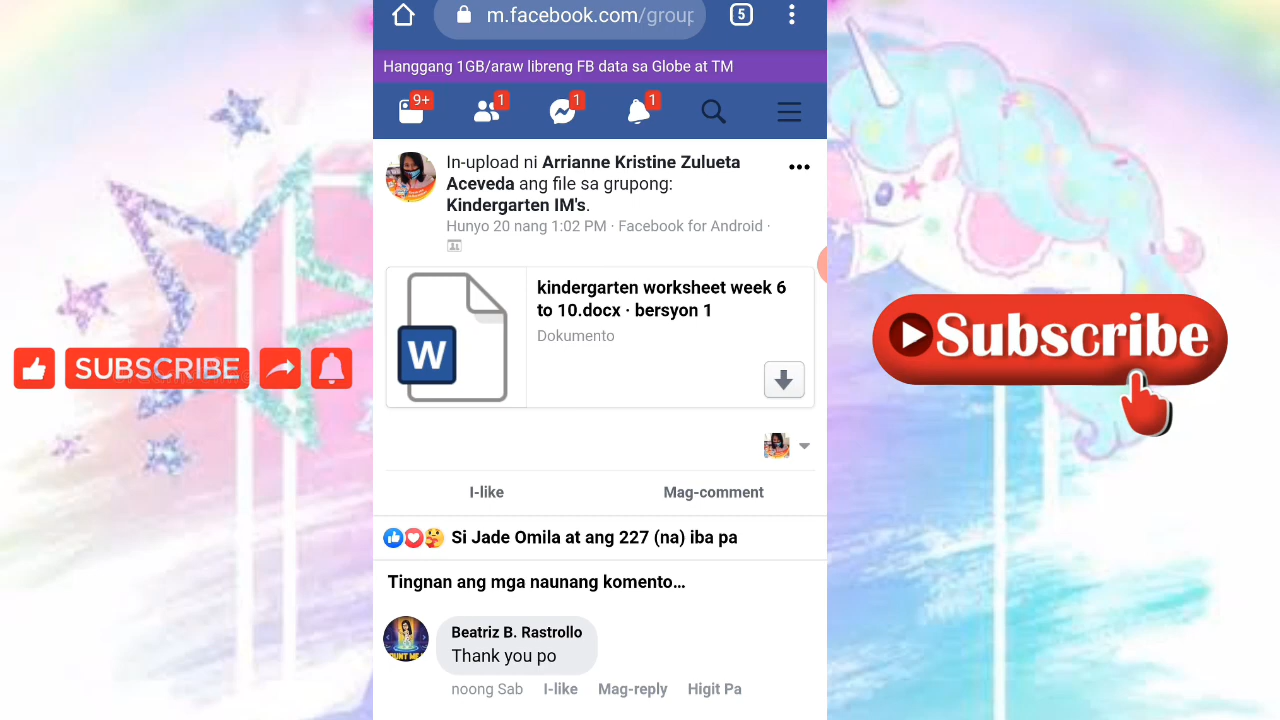 m.facebook.com/group
5
Hanggang 1GB/araw libreng FB data sa Globe at TM
9+
1
1
1
In-upload ni Arrianne Kristine Zulueta
Aceveda ang file sa grupong:
Kindergarten IM's.
Hunyo 20 nang 1:02 PM · Facebook for Android ·
kindergarten worksheet week 6
to 10.docx · bersyon 1
Dokumento
W
SUBSCRIBE
Subscribe
I-like
Mag-comment
Si Jade Omila at ang 227 (na) iba pa
Tingnan ang mga naunang komento...
Beatriz B. Rastrollo
Thank you po
noong Sab
I-like
Mag-reply
Higit Pa